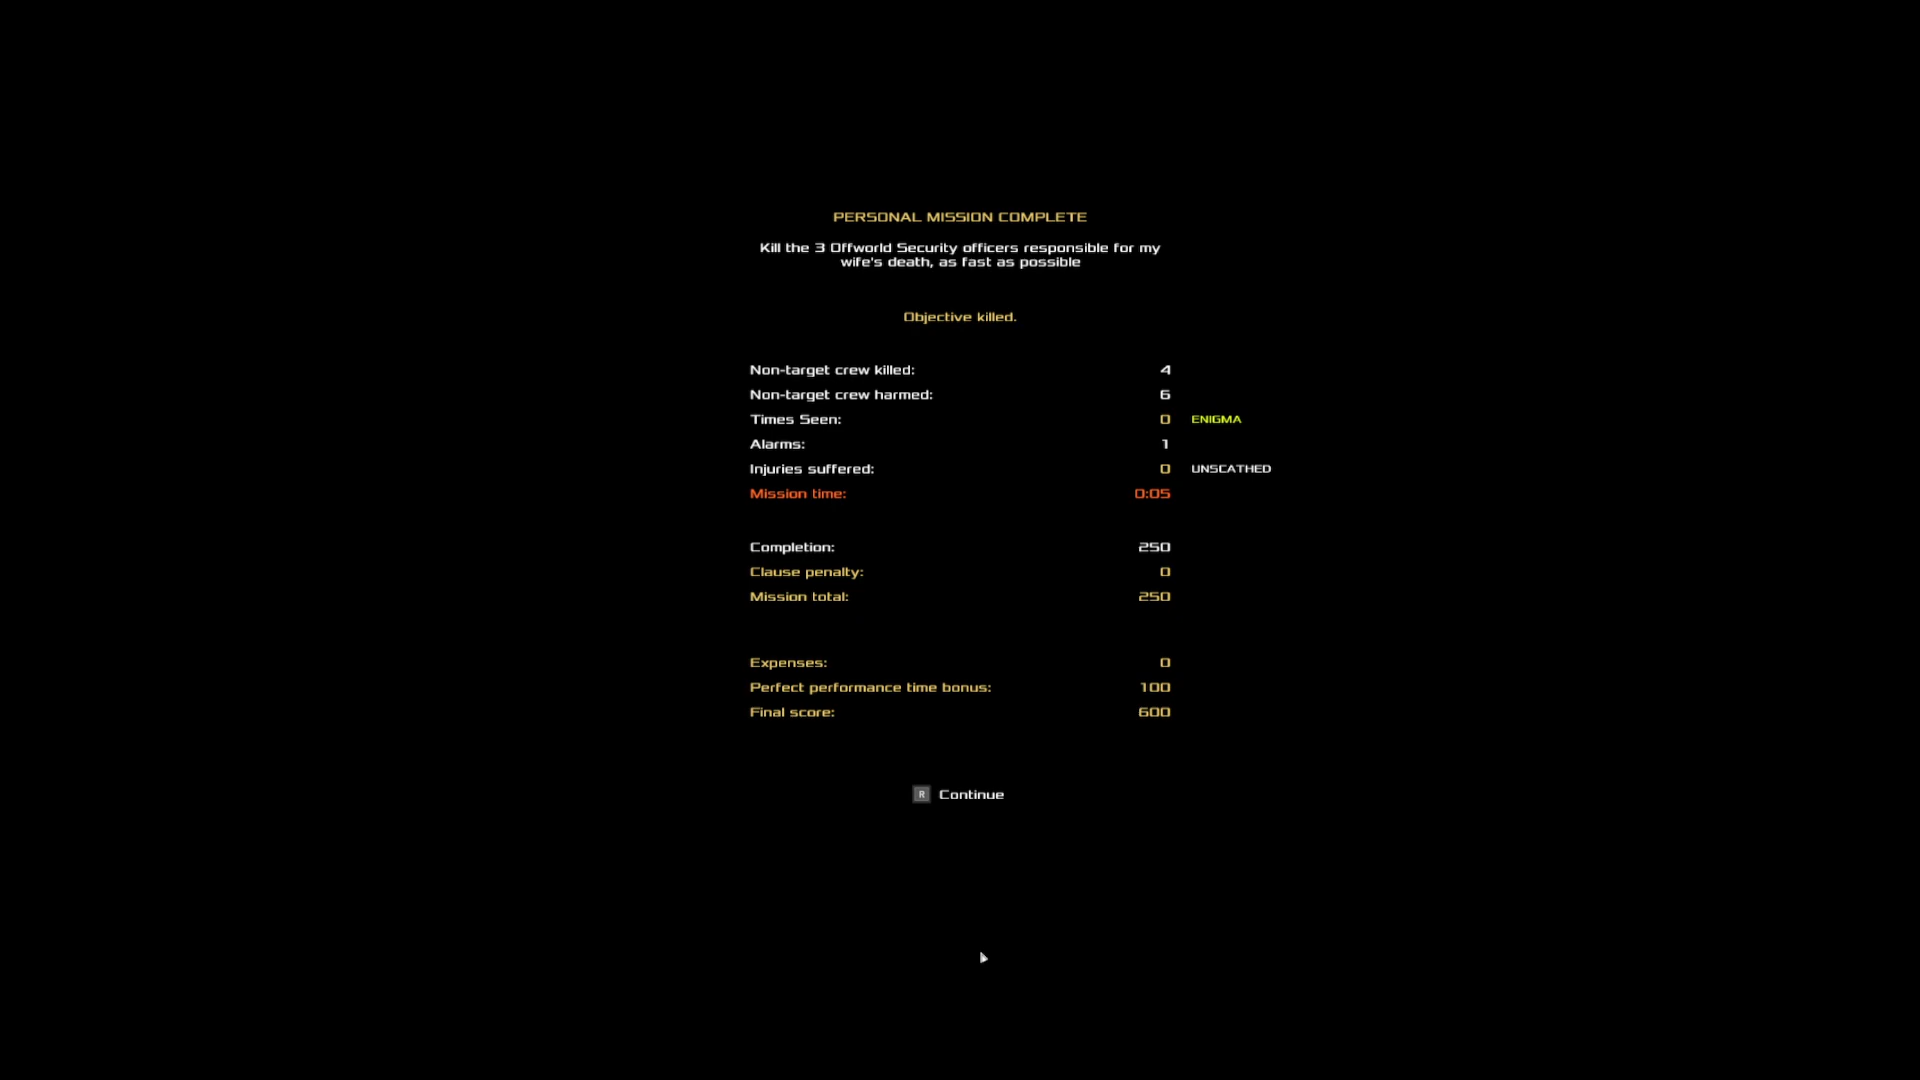 PERSONAL MISSION COMPLETE
Kill the 3 Offworld Security officers responsible for my
wife's death, as fast as possible
Objective killed.
Non-target crew killed: 4
Non-target crew harmed: 6
Times Seen: 0 ENIGMA
Alarms: 1
Injuries suffered: 0 UNSCATHED
Mission time: 0:05
Completion: 250
Clause penalty: 0
Mission total: 250
Expenses: 0
Perfect performance time bonus: 100
Final score: 600
R Continue